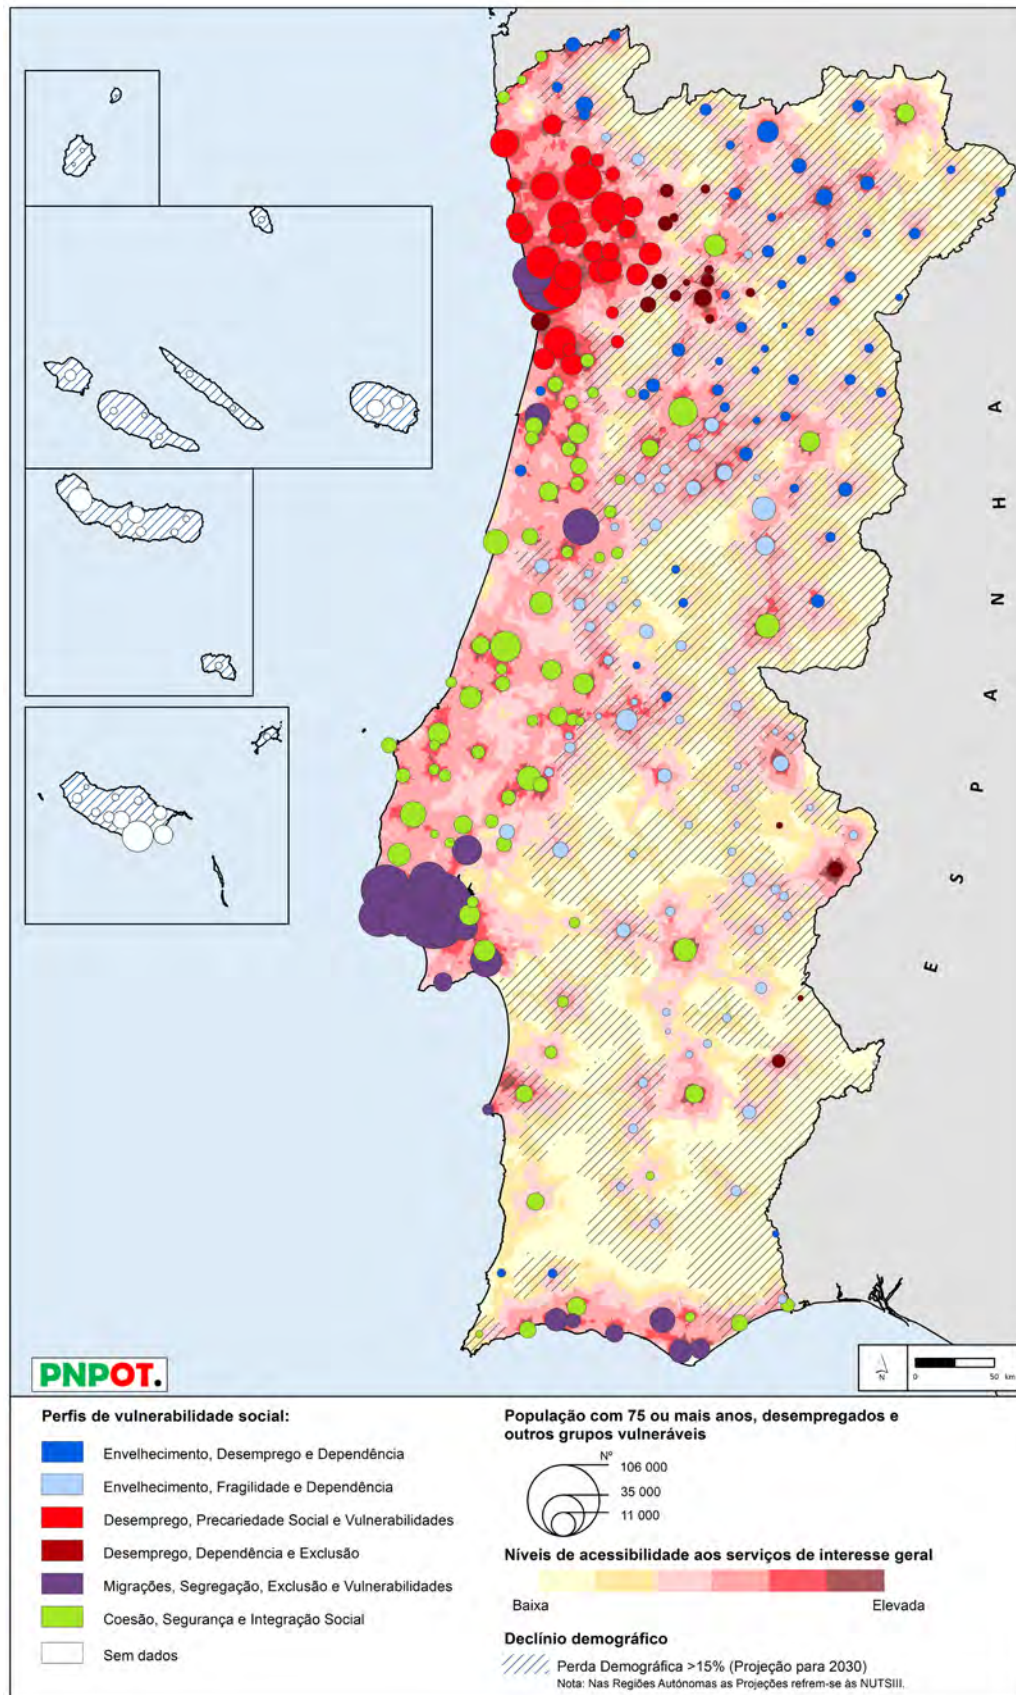 ESPANHA
PNPOT.
N
0 50 km
Perfis de vulnerabilidade social:
Envelhecimento, Desemprego e Dependência
Envelhecimento, Fragilidade e Dependência
Desemprego, Precariedade Social e Vulnerabilidades
Desemprego, Dependência e Exclusão
Migrações, Segregação, Exclusão e Vulnerabilidades
Coesão, Segurança e Integração Social
Sem dados
População com 75 ou mais anos, desempregados e
outros grupos vulneráveis
Nº
106 000
35 000
11 000
Níveis de acessibilidade aos serviços de interesse geral
Baixa Elevada
Declínio demográfico
Perda Demográfica >15% (Projeção para 2030)
Nota: Nas Regiões Autónomas as Projeções refrem-se às NUTSIII.